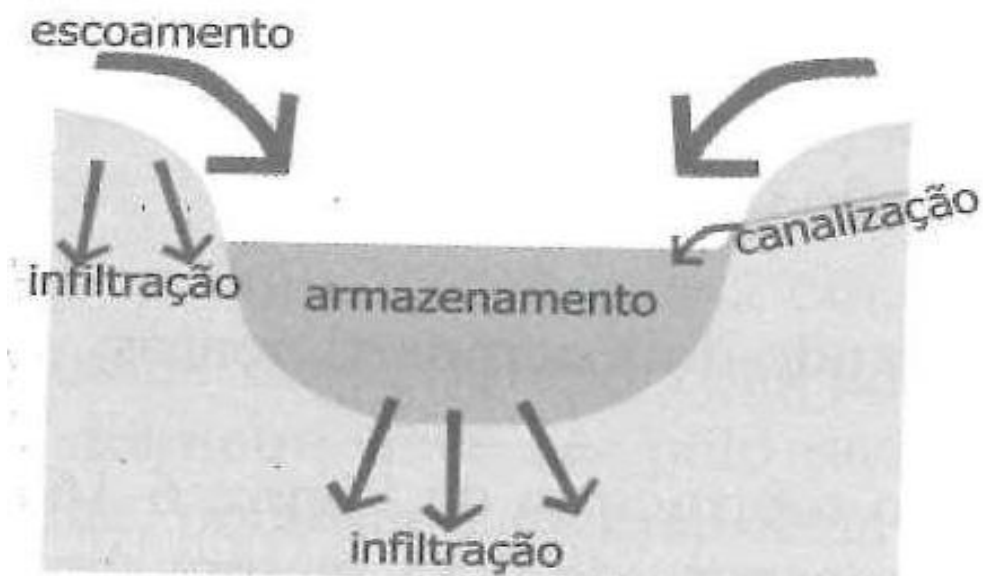 escoamento
canalização
infiltração
armazenamento
infiltração